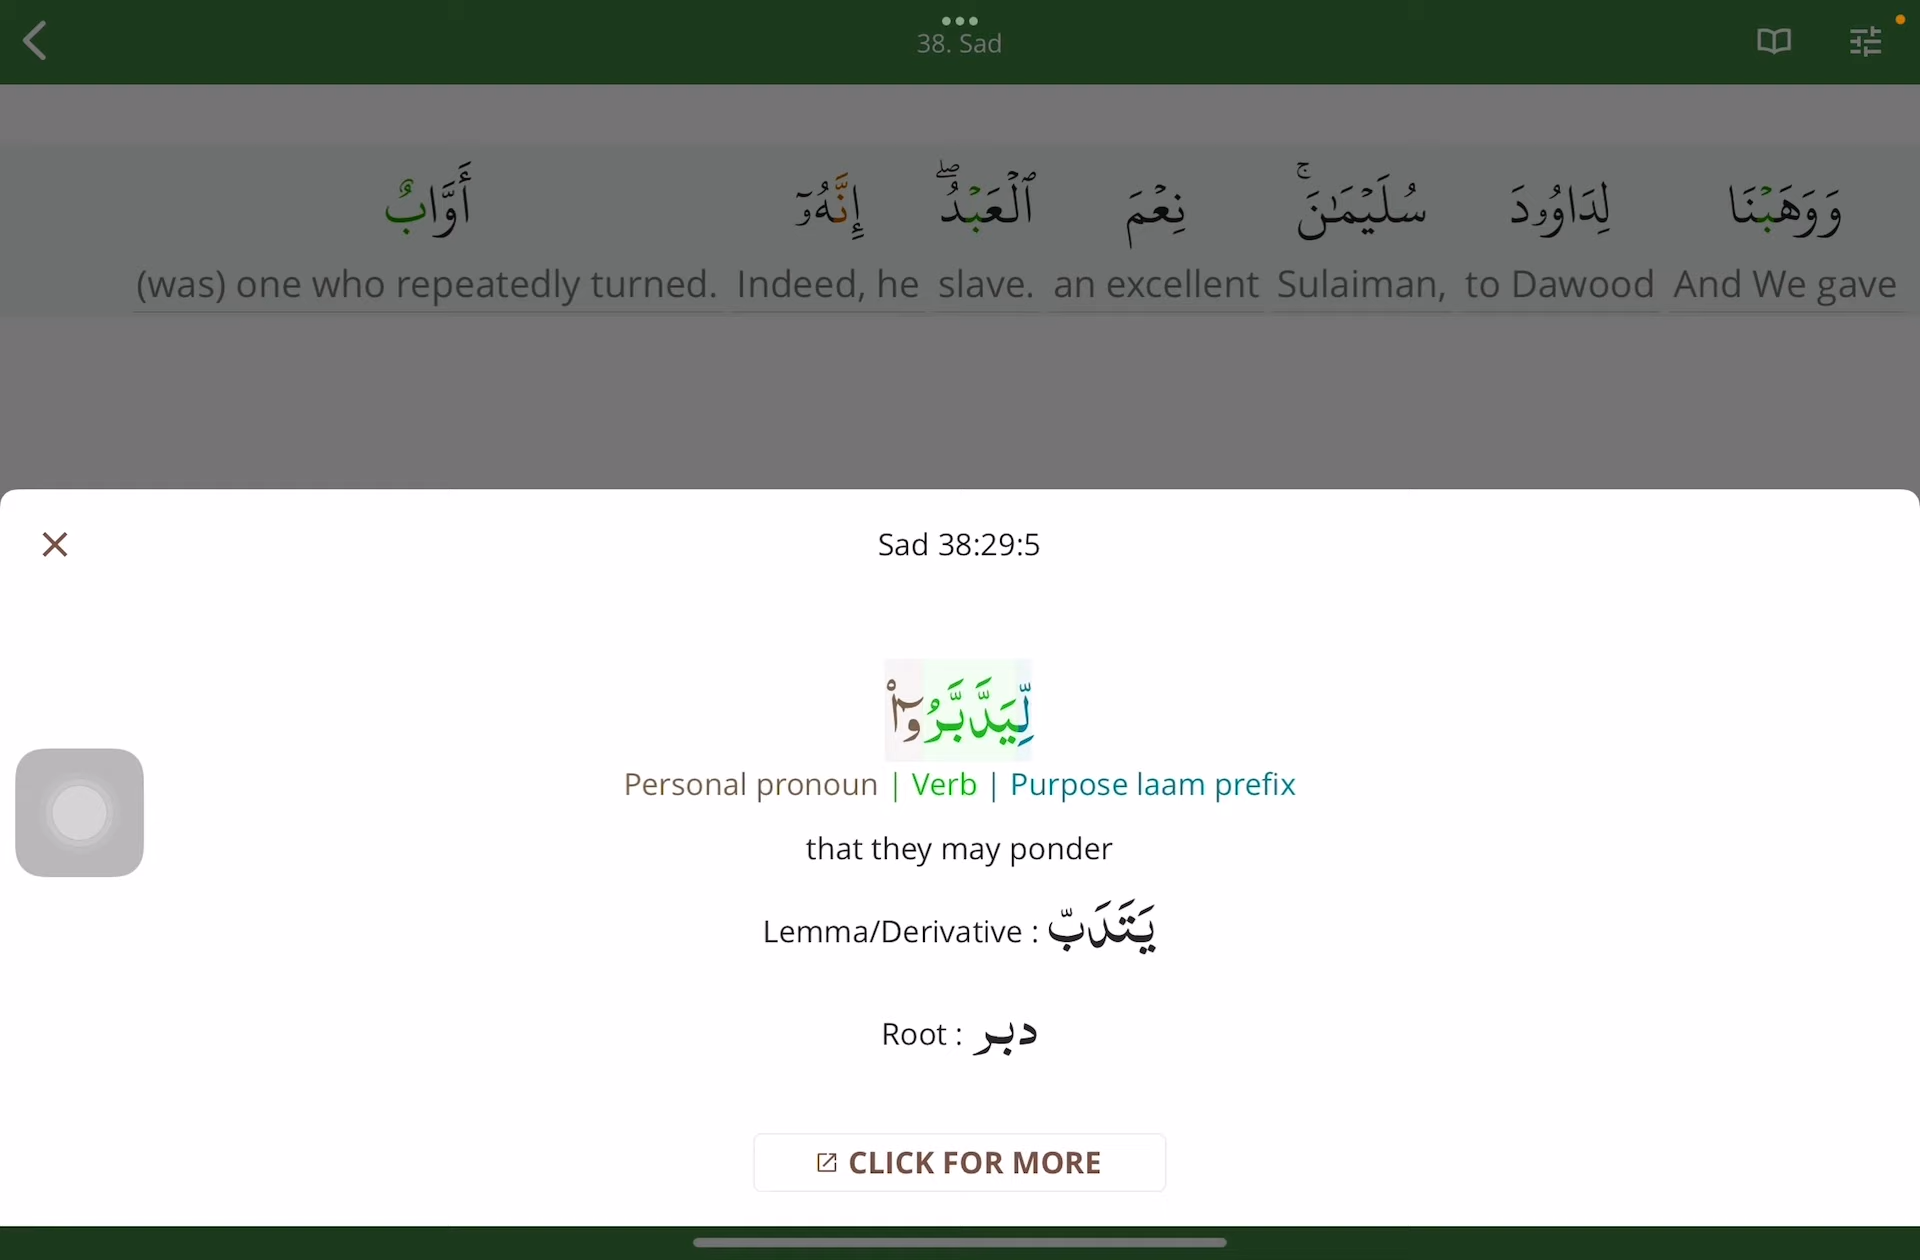 38. Sad
وَوَهَبْنَا لِدَاوُۥدَ سُلَيْمَـٰنَ ۚ نِعْمَ ٱلْعَبْدُ ۖ إِنَّهُۥٓ أَوَّابٌ
And We gave to Dawood Sulaiman, an excellent slave. Indeed, he (was) one who repeatedly turned.
Sad 38:29:5
لِّيَدَّبَّرُوٓا۟
Personal pronoun | Verb | Purpose laam prefix
that they may ponder
Lemma/Derivative : يَتَدَبّ
Root : دبر
CLICK FOR MORE